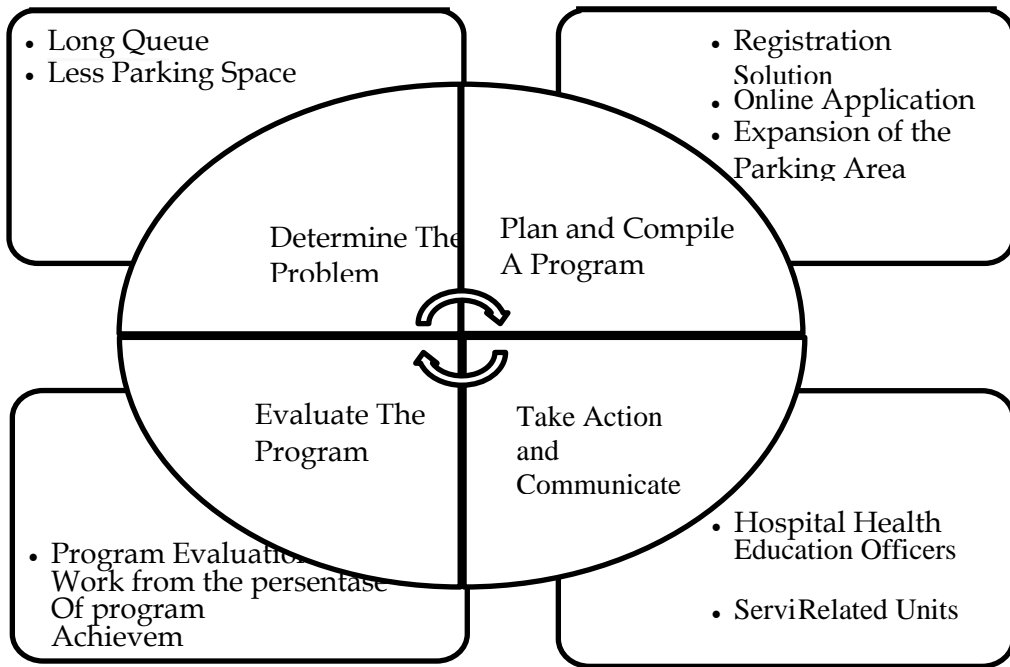 • Long Queue
• Less Parking Space
• Registration
Solution
• Online Application
• Expansion of the
Parking Area
Determine The
Problem
Plan and Compile
A Program
Evaluate The
Program
Take Action
and
Communicate
• Program Evaluation
Work from the persentase
Of program
Achievem
• Hospital Health
Education Officers
• ServiRelated Units